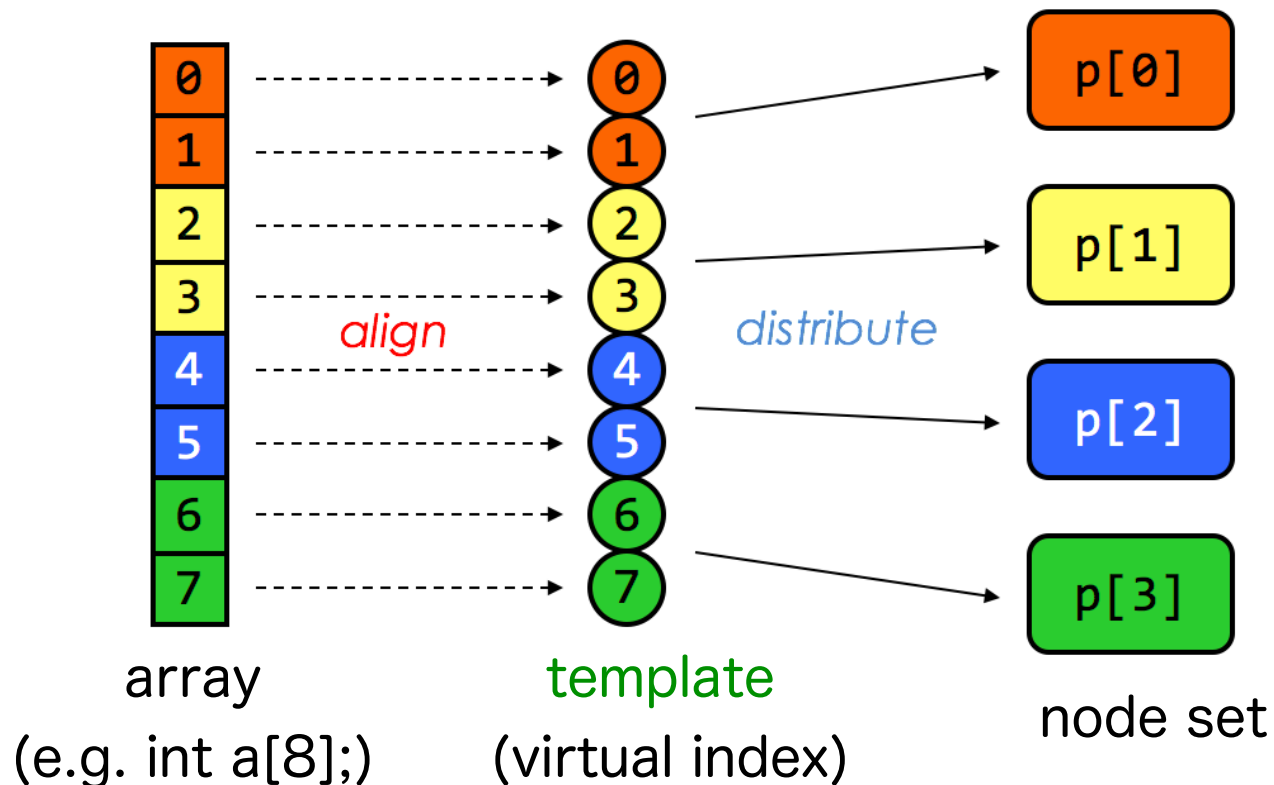 0
1
2
3
4
5
6
7
align
0
1
2
3
4
5
6
7
distribute
p[0]
p[1]
p[2]
p[3]
array
(e.g. int a[8];)
template
(virtual index)
node set